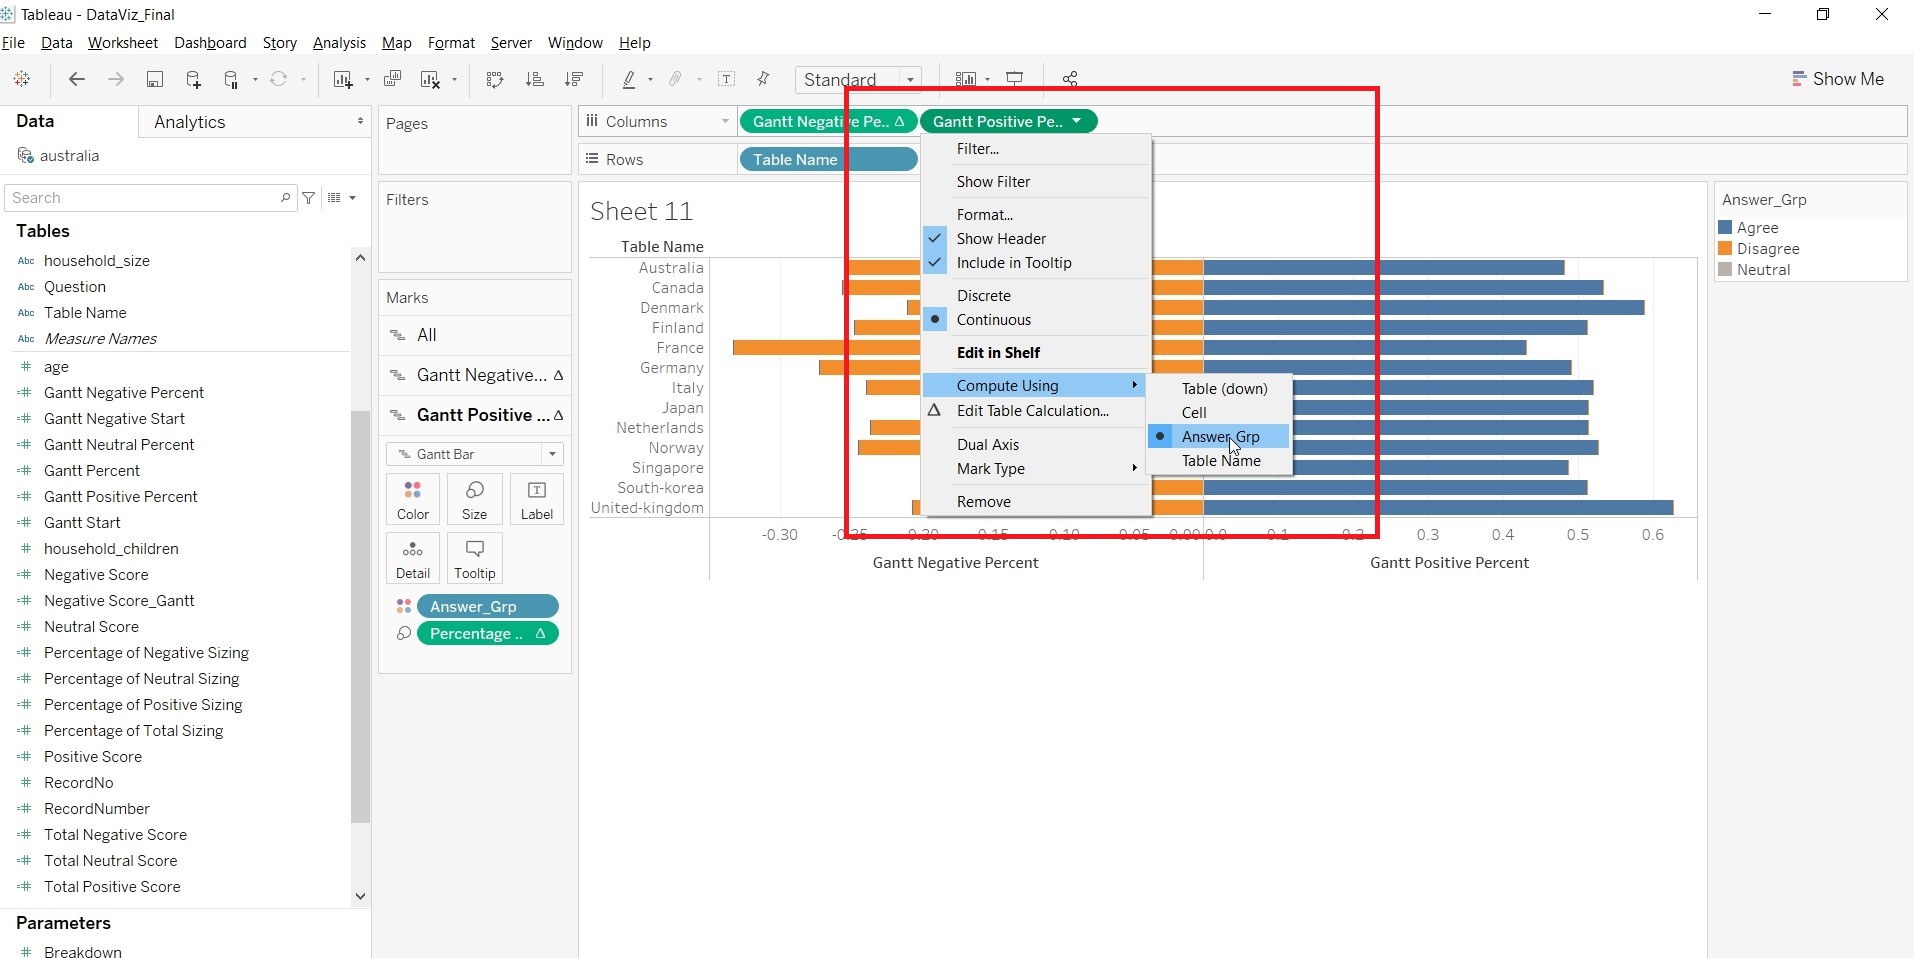 Tableau - DataViz_Final
File Data Worksheet Dashboard Story Analysis Map Format Server Window Help
Standard
Show Me
Data
Analytics
australia
Search
Tables
Abc household_size
Abc Question
Abc Table Name
Abc Measure Names
age
Gantt Negative Percent
Gantt Negative Start
Gantt Neutral Percent
Gantt Percent
Gantt Positive Percent
Gantt Start
household_children
Negative Score
Negative Score_Gantt
Neutral Score
Percentage of Negative Sizing
Percentage of Neutral Sizing
Percentage of Positive Sizing
Percentage of Total Sizing
Positive Score
RecordNo
RecordNumber
Total Negative Score
Total Neutral Score
Total Positive Score
Parameters
Breakdown
Pages
Filters
Marks
All
Gantt Negative...
Gantt Positive ...
Gantt Bar
Color Size Label
Detail Tooltip
Answer_Grp
Percentage ..
Columns
Gantt Negative Pe..
Gantt Positive Pe..
Rows
Table Name
Sheet 11
Table Name
Australia
Canada
Denmark
Finland
France
Germany
Italy
Japan
Netherlands
Norway
Singapore
South-korea
United-kingdom
Filter...
Show Filter
Format...
Show Header
Include in Tooltip
Discrete
Continuous
Edit in Shelf
Compute Using
Edit Table Calculation...
Dual Axis
Mark Type
Remove
Table (down)
Cell
Answer Grp
Table Name
-0.30 -0.25 -0.20 -0.15 -0.10 -0.05 0.00
0.0 0.1 0.2 0.3 0.4 0.5 0.6
Gantt Negative Percent
Gantt Positive Percent
Answer_Grp
Agree
Disagree
Neutral